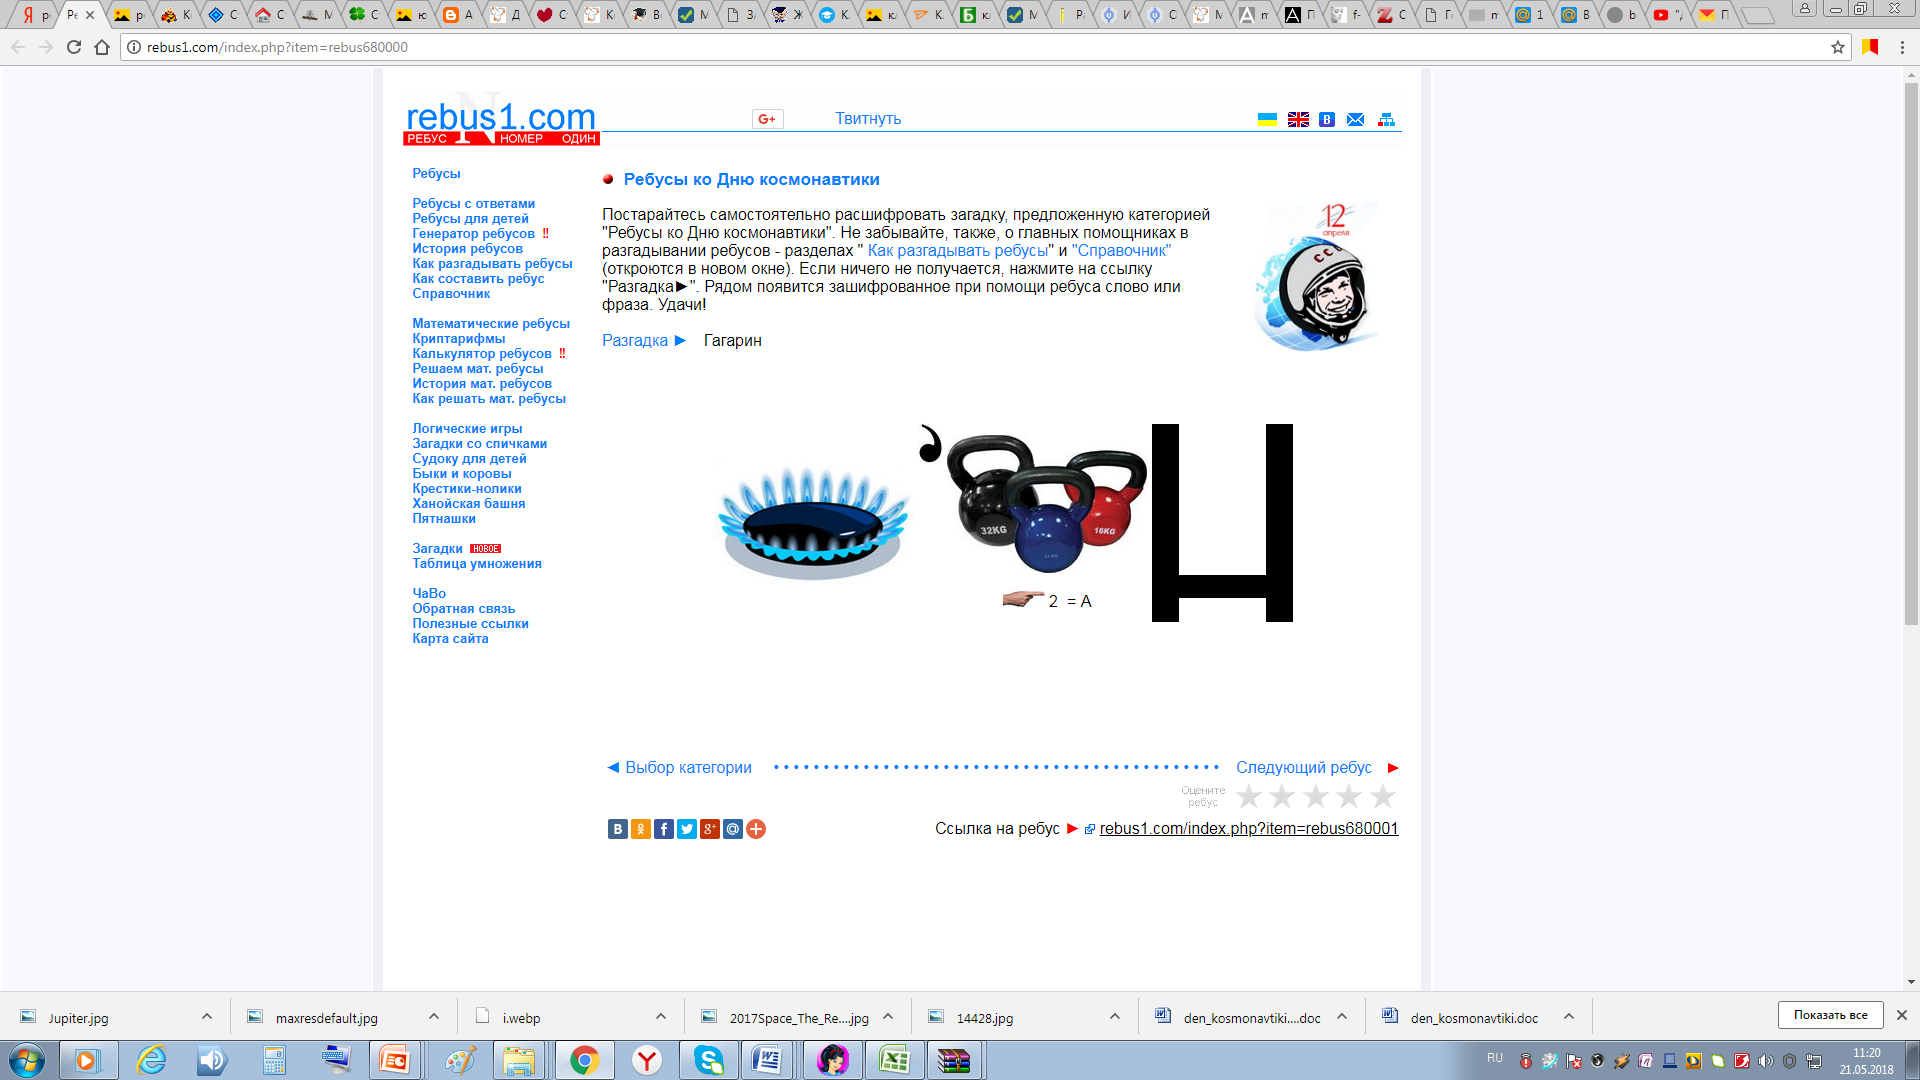 rebus1.com/index.php?item=rebus680000
rebus1.com
РЕБУС НОМЕР ОДИН
G+
Твитнуть
Ребусы
Ребусы с ответами
Ребусы для детей
Генератор ребусов !!
История ребусов
Как разгадывать ребусы
Как составить ребус
Справочник
Математические ребусы
Криптарифмы
Калькулятор ребусов !!
Решаем мат. ребусы
История мат. ребусов
Как решать мат. ребусы
Логические игры
Загадки со спичками
Судоку для детей
Быки и коровы
Крестики-нолики
Ханойская башня
Пятнашки
Загадки НОВОЕ
Таблица умножения
ЧаВо
Обратная связь
Полезные ссылки
Карта сайта
Ребусы ко Дню космонавтики
Постарайтесь самостоятельно расшифровать загадку, предложенную категорией
"Ребусы ко Дню космонавтики". Не забывайте, также, о главных помощниках в
разгадывании ребусов - разделах " Как разгадывать ребусы" и "Справочник"
(откроются в новом окне). Если ничего не получается, нажмите на ссылку
"Разгадка►". Рядом появится зашифрованное при помощи ребуса слово или
фраза. Удачи!
12
апреля
СССР
Разгадка ► Гагарин
32KG
16KG
2 = А
◄ Выбор категории
Следующий ребус ►
Оцените
ребус
Ссылка на ребус ► rebus1.com/index.php?item=rebus680001
Jupiter.jpg
maxresdefault.jpg
i.webp
2017Space_The_Re....jpg
14428.jpg
den_kosmonavtiki....doc
den_kosmonavtiki.doc
Показать все
RU
11:20
21.05.2018